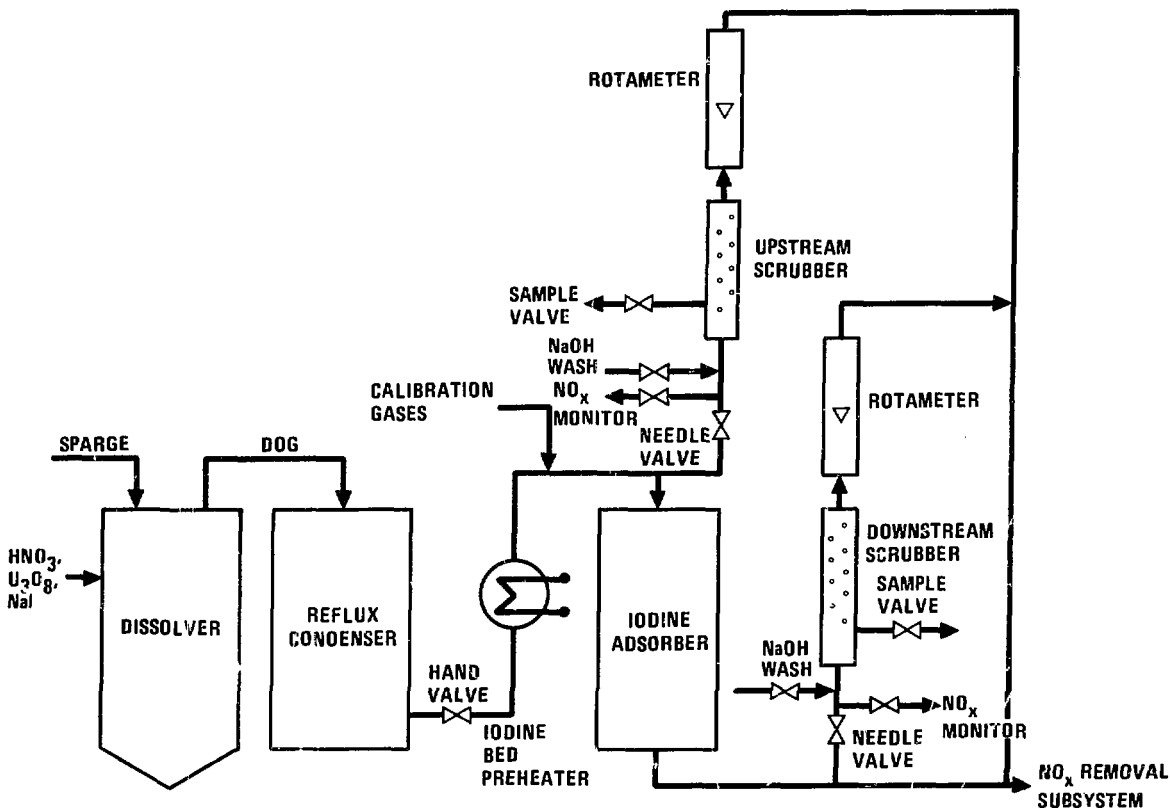 ROTAMETER
UPSTREAM
SCRUBBER
SAMPLE
VALVE
NaOH
WASH
NOX
MONITOR
CALIBRATION
GASES
NEEDLE
VALVE
ROTAMETER
SPARGE
DOG
HNO3,
U3O8,
NaI
DISSOLVER
REFLUX
CONDENSER
HAND
VALVE
IODINE
BED
PREHEATER
IODINE
ADSORBER
DOWNSTREAM
SCRUBBER
SAMPLE
VALVE
NaOH
WASH
NOX
MONITOR
NEEDLE
VALVE
NOX REMOVAL
SUBSYSTEM